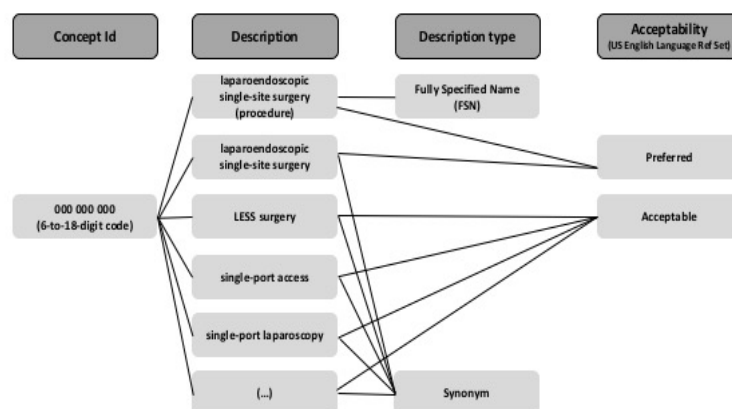 Concept Id
Description
Description type
Acceptability
(US English Language Ref Set)
laparoendoscopic
single-site surgery
(procedure)
Fully Specified Name
(FSN)
laparoendoscopic
single-site surgery
Preferred
000 000 000
(6-to-18-digit code)
LESS surgery
Acceptable
single-port access
single-port laparoscopy
(...)
Synonym